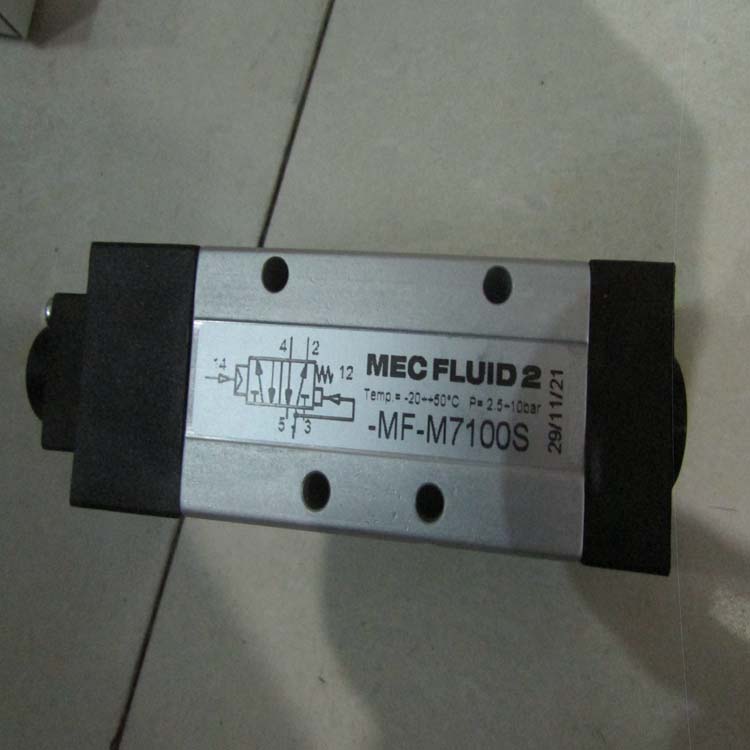 4 2
14
12
5 3
1
MEC FLUID 2
Temp.= -20÷+50°C P= 2.5÷10bar
-MF-M7100S
29/11/21